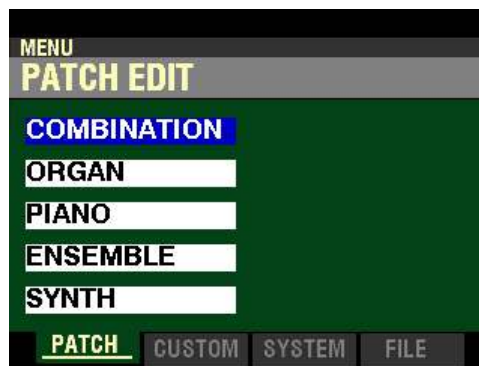 MENU
PATCH EDIT
COMBINATION
ORGAN
PIANO
ENSEMBLE
SYNTH
PATCH CUSTOM SYSTEM FILE